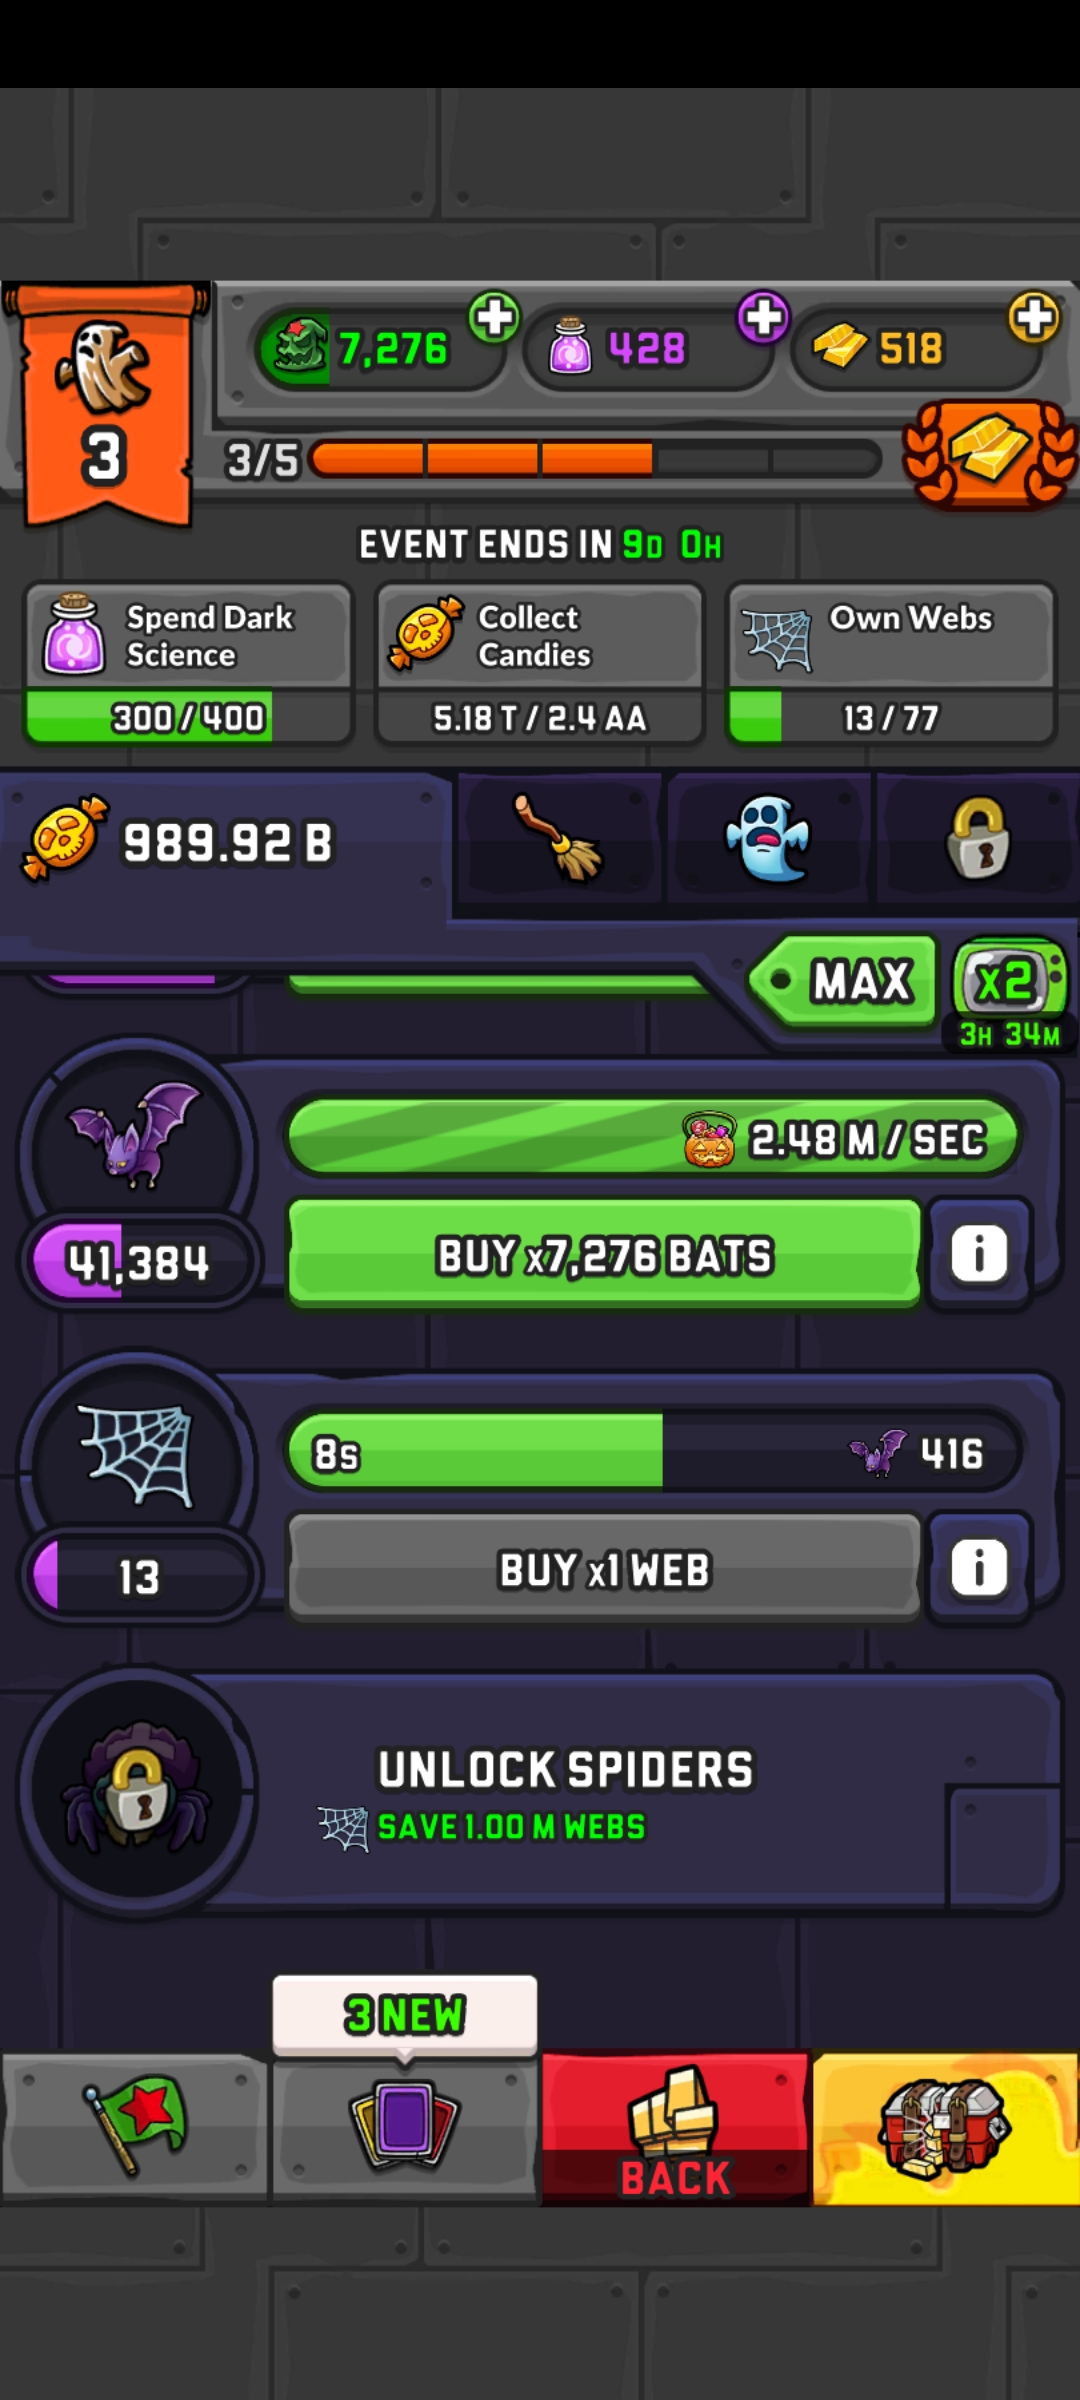 7,276
428
518
3
3/5
EVENT ENDS IN 9D 0H
Spend Dark
Science
300/400
Collect
Candies
5.18 T / 2.4 AA
Own Webs
13/77
989.92 B
MAX
x2
3H 34M
2.48 M / SEC
41,384
BUY x7,276 BATS
i
8s
416
13
BUY x1 WEB
i
UNLOCK SPIDERS
SAVE 1.00 M WEBS
3 NEW
BACK